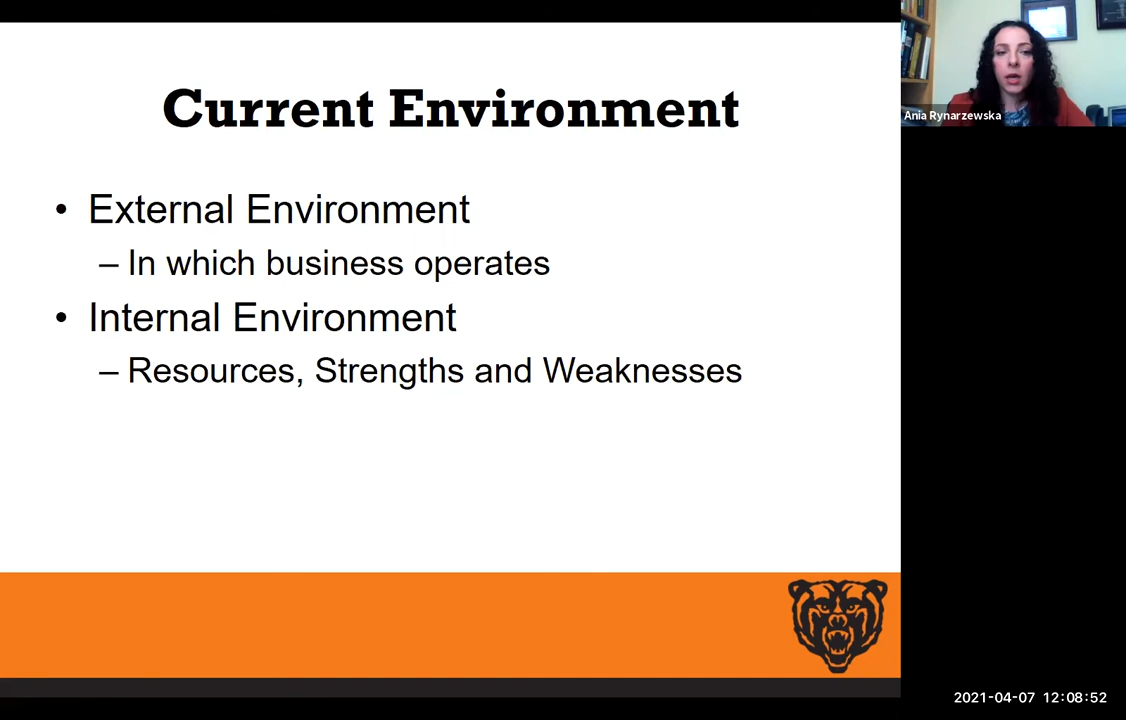 Current Environment
• External Environment
– In which business operates
• Internal Environment
– Resources, Strengths and Weaknesses
Ania Rynarzewska
2021-04-07 12:08:52